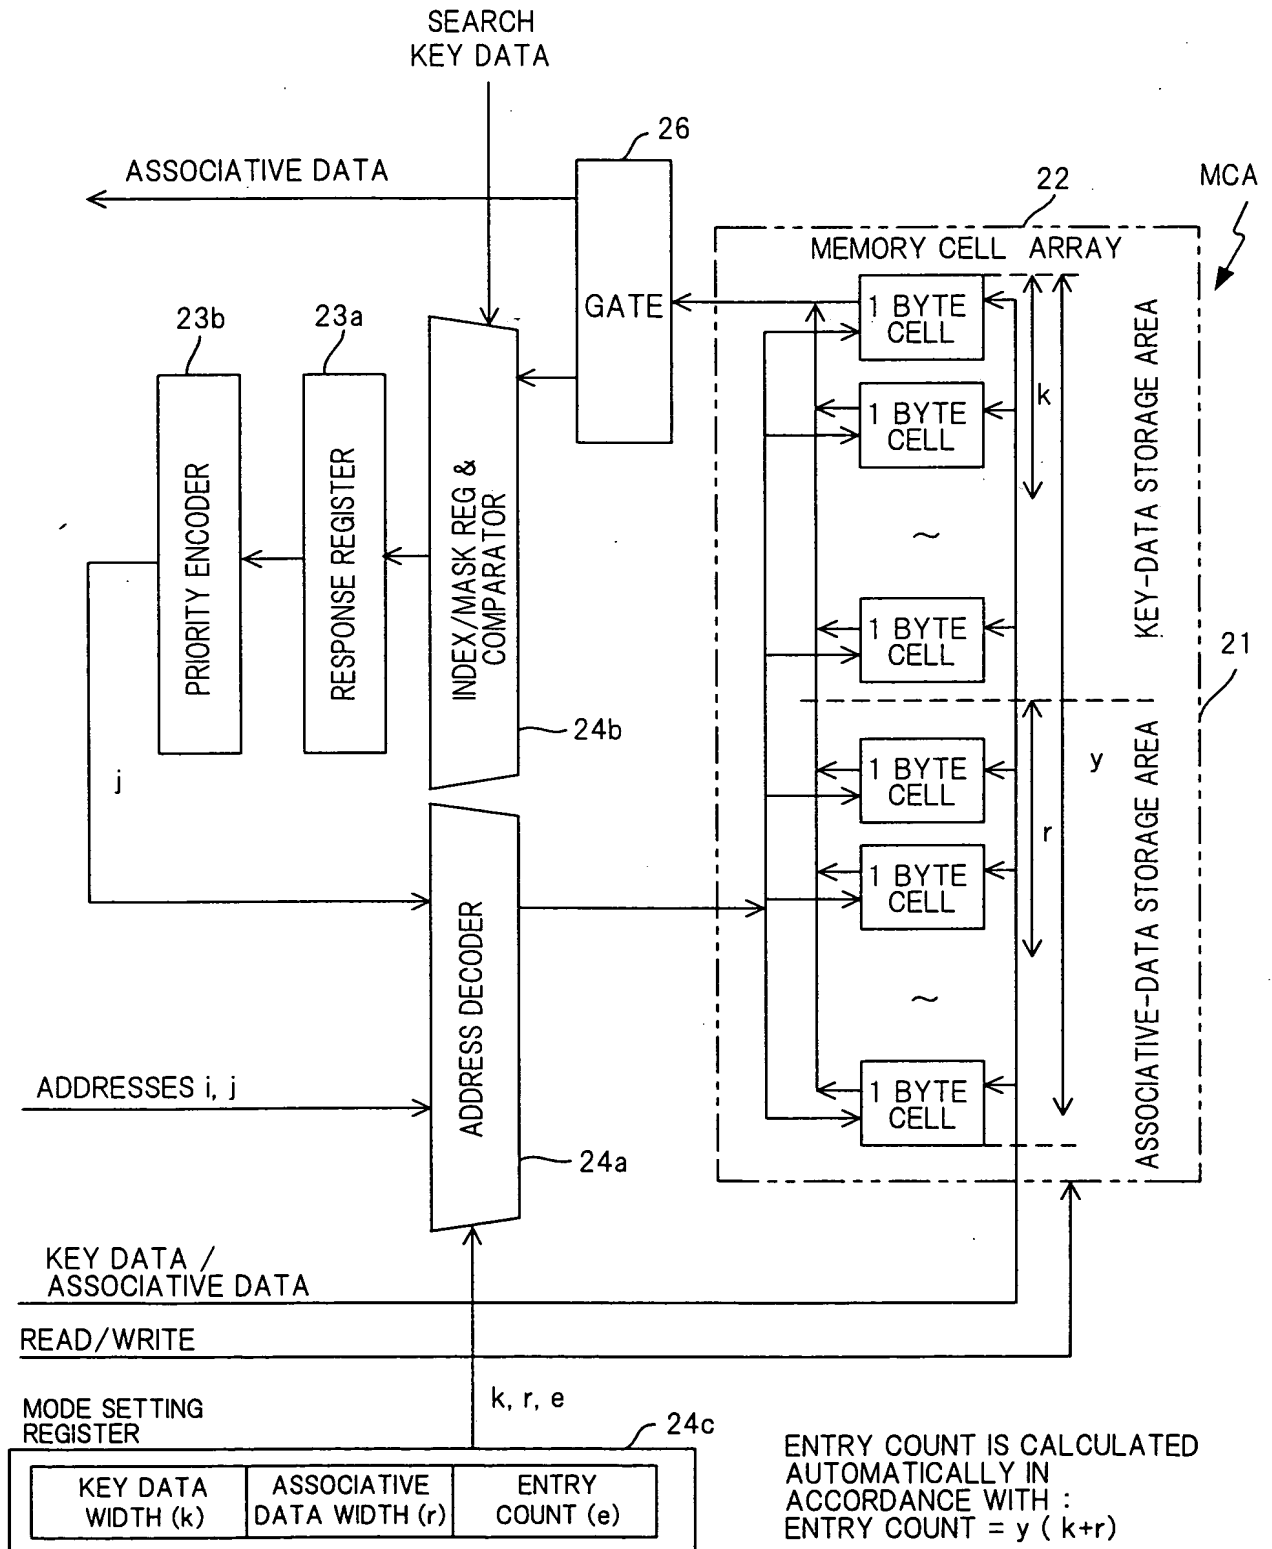 SEARCH
KEY DATA
26
ASSOCIATIVE DATA
22
MCA
MEMORY CELL ARRAY
GATE
1 BYTE
CELL
23b
23a
k
1 BYTE
CELL
KEY-DATA STORAGE AREA
PRIORITY ENCODER
RESPONSE REGISTER
INDEX/MASK REG &
COMPARATOR
~
1 BYTE
CELL
21
24b
j
1 BYTE
CELL
y
r
1 BYTE
CELL
ASSOCIATIVE-DATA STORAGE AREA
ADDRESS DECODER
~
ADDRESSES i, j
1 BYTE
CELL
24a
KEY DATA /
ASSOCIATIVE DATA
READ/WRITE
k, r, e
MODE SETTING
REGISTER
24c
KEY DATA
WIDTH (k)
ASSOCIATIVE
DATA WIDTH (r)
ENTRY
COUNT (e)
ENTRY COUNT IS CALCULATED
AUTOMATICALLY IN
ACCORDANCE WITH :
ENTRY COUNT = y ( k+r)